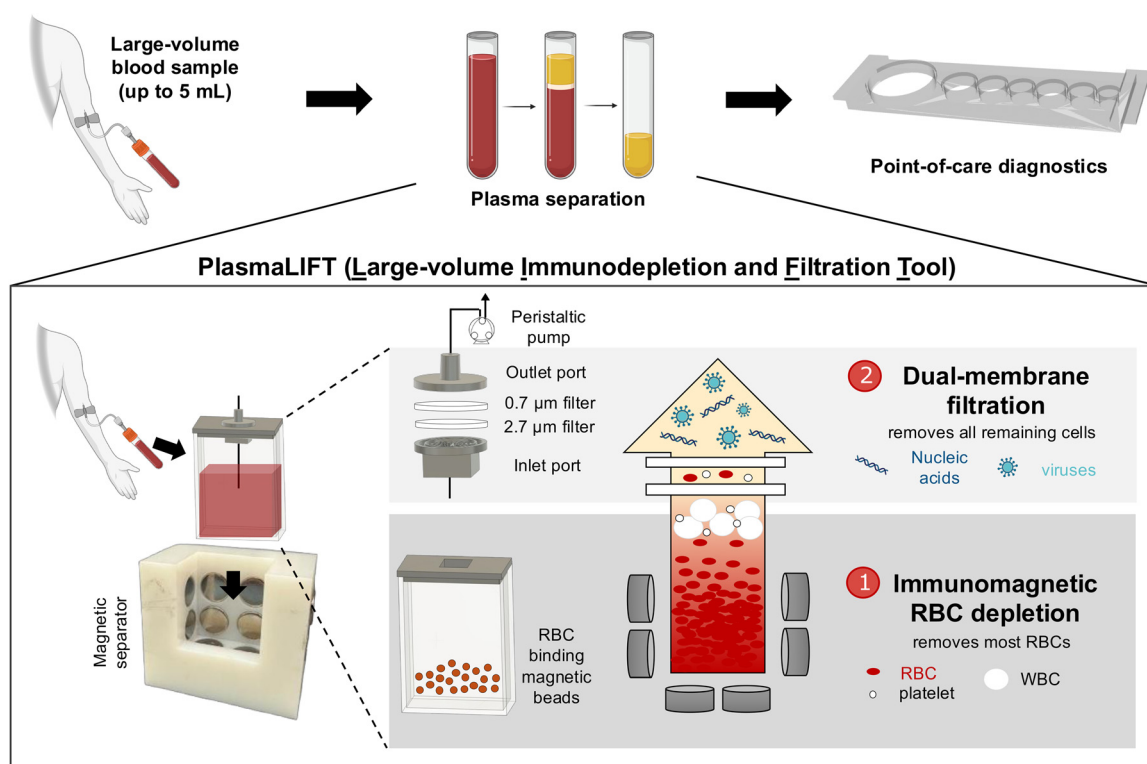 Large-volume
blood sample
(up to 5 mL)
Plasma separation
Point-of-care diagnostics
PlasmaLIFT (Large-volume Immunodepletion and Filtration Tool)
Peristaltic
pump
Outlet port
0.7 µm filter
2.7 µm filter
Inlet port
2
Dual-membrane
filtration
removes all remaining cells
Nucleic
acids
viruses
Magnetic
separator
RBC
binding
magnetic
beads
1
Immunomagnetic
RBC depletion
removes most RBCs
RBC
platelet
WBC